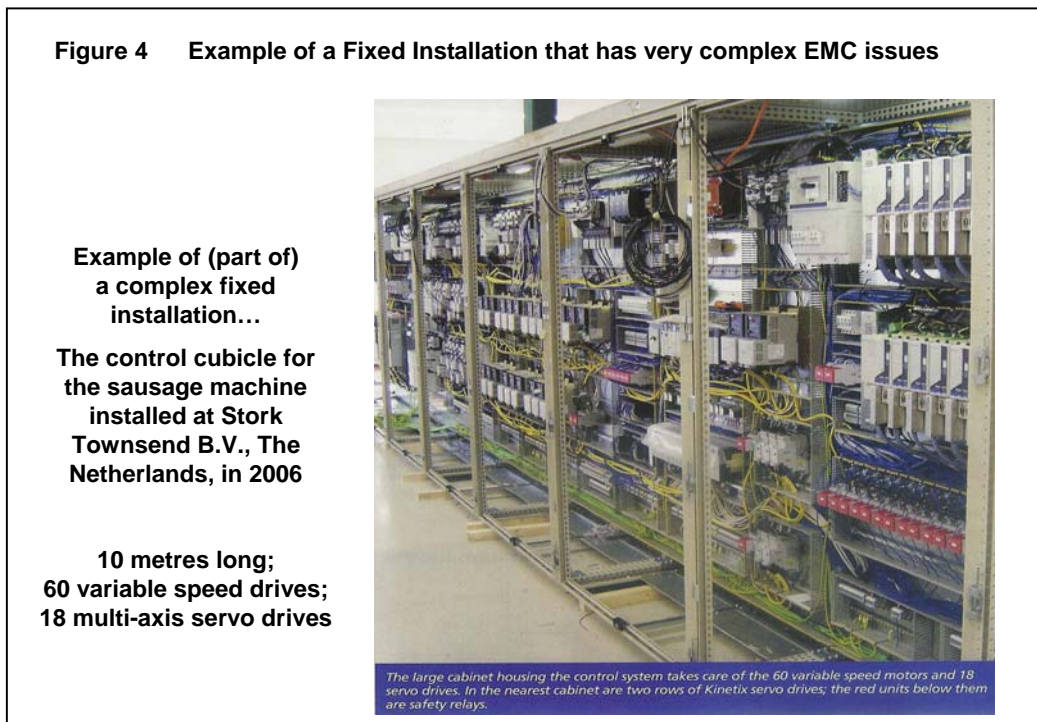 Figure 4 Example of a Fixed Installation that has very complex EMC issues
Example of (part of)
a complex fixed
installation…
The control cubicle for
the sausage machine
installed at Stork
Townsend B.V., The
Netherlands, in 2006
10 metres long;
60 variable speed drives;
18 multi-axis servo drives
The large cabinet housing the control system takes care of the 60 variable speed motors and 18
servo drives. In the nearest cabinet are two rows of Kinetix servo drives; the red units below them
are safety relays.